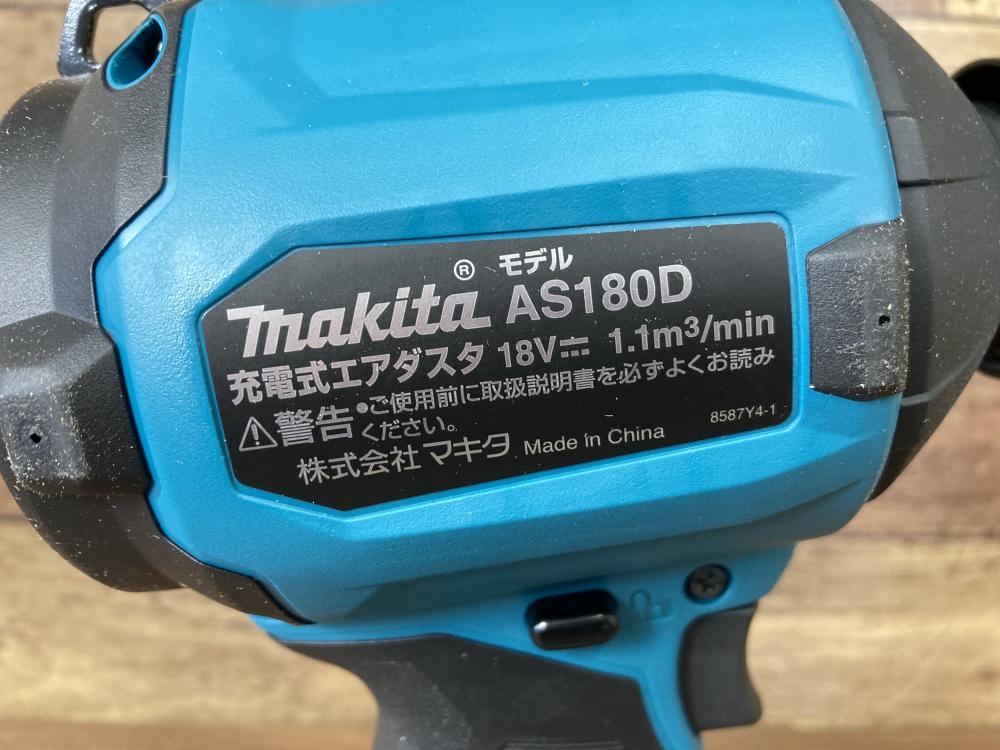 makita® モデル AS180D
充電式エアダスタ 18V⎓ 1.1m³/min
⚠警告 •ご使用前に取扱説明書を必ずよくお読み
ください。 8587Y4-1
株式会社 マキタ Made in China